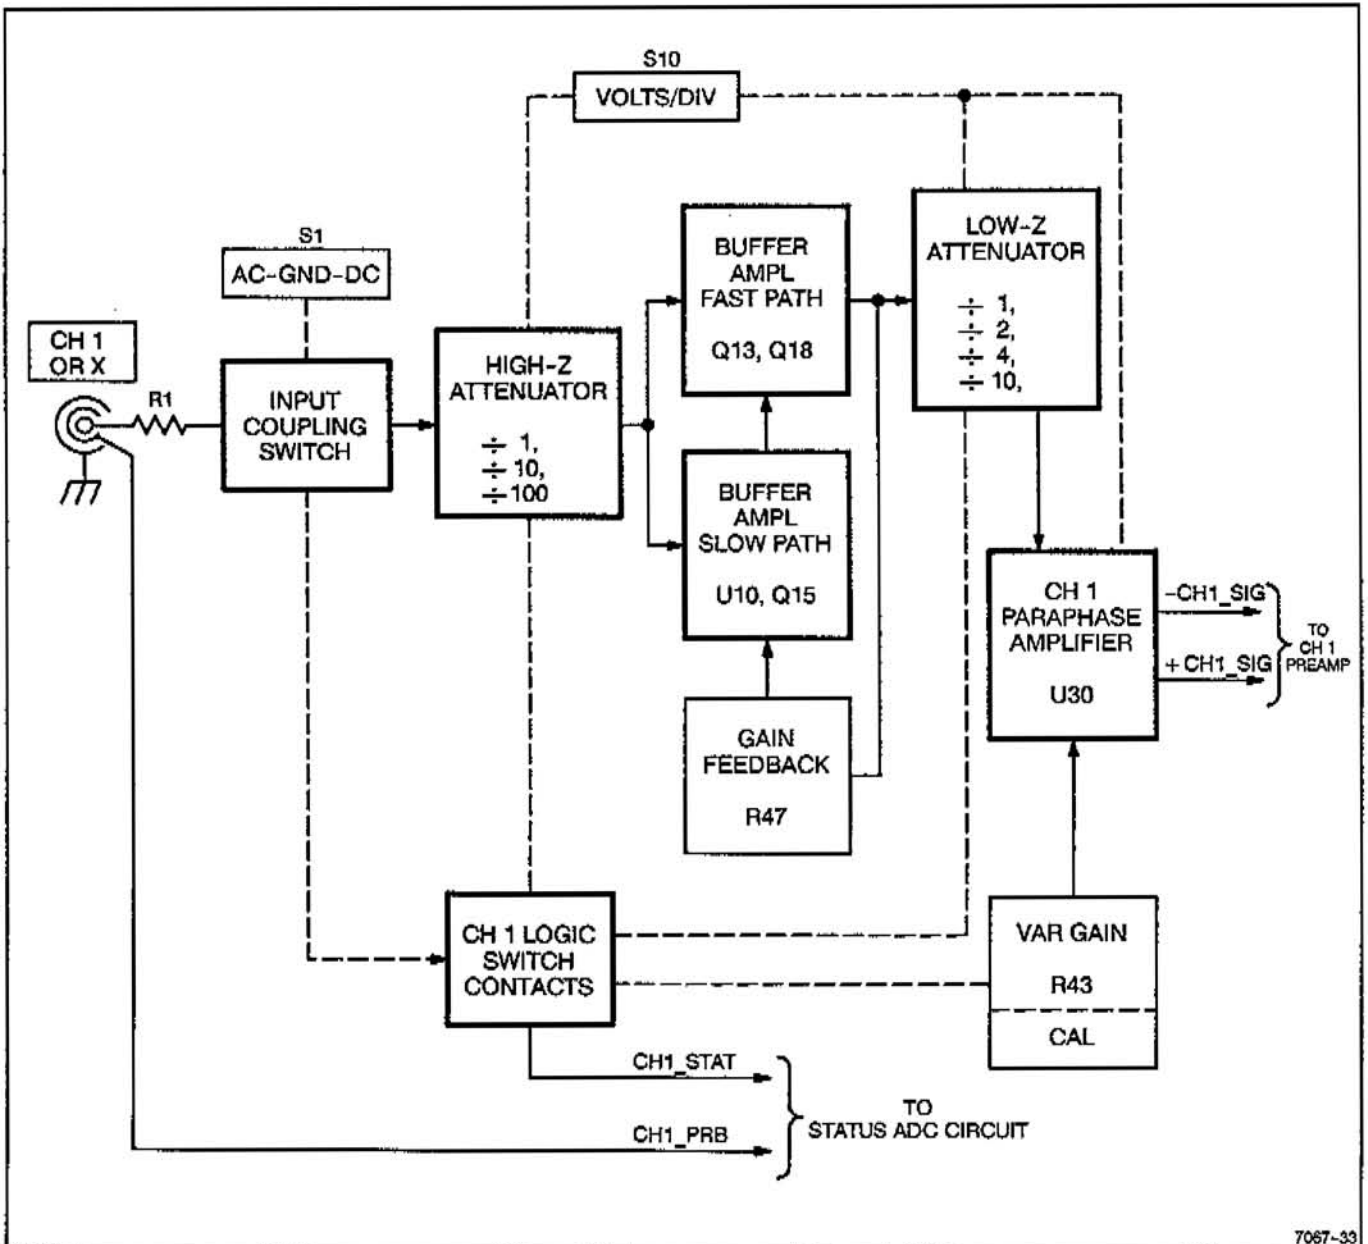 S10
VOLTS/DIV
S1
AC-GND-DC
CH 1
OR X
R1
INPUT
COUPLING
SWITCH
HIGH-Z
ATTENUATOR
÷ 1,
÷ 10,
÷ 100
BUFFER
AMPL
FAST PATH
Q13, Q18
BUFFER
AMPL
SLOW PATH
U10, Q15
GAIN
FEEDBACK
R47
LOW-Z
ATTENUATOR
÷ 1,
÷ 2,
÷ 4,
÷ 10,
CH 1
PARAPHASE
AMPLIFIER
U30
-CH1_SIG
+CH1_SIG
TO
CH 1
PREAMP
VAR GAIN
R43
CAL
CH 1 LOGIC
SWITCH
CONTACTS
CH1_STAT
CH1_PRB
TO
STATUS ADC CIRCUIT
7067-33